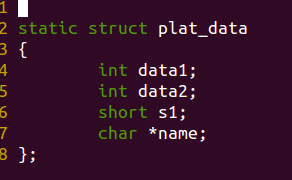 1
2 static struct plat_data
3 {
4         int data1;
5         int data2;
6         short s1;
7         char *name;
8 };